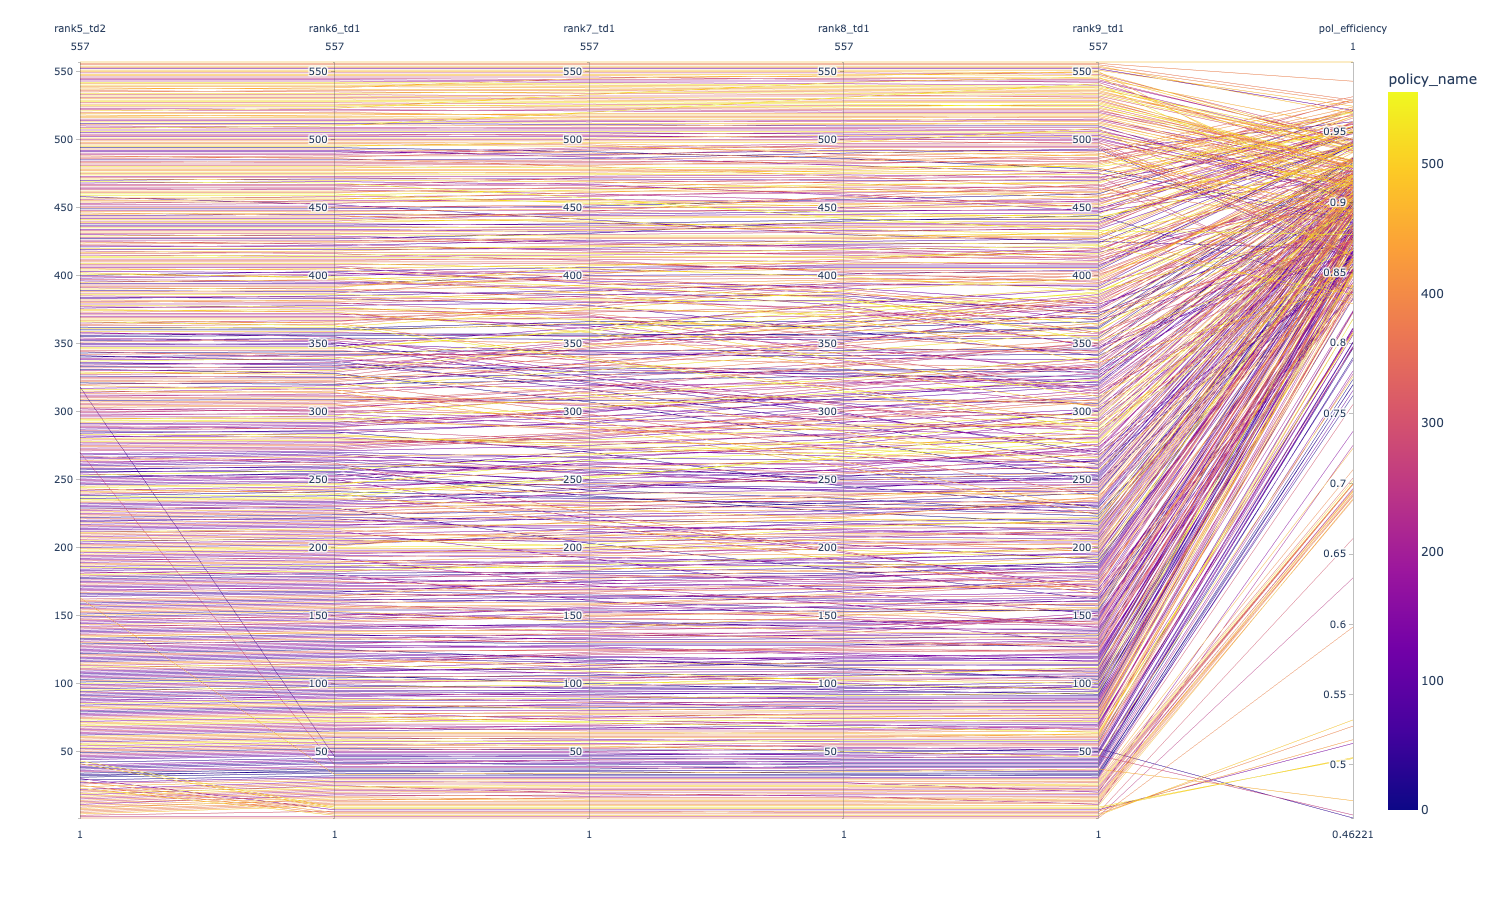 rank5_td2 rank6_td1 rank7_td1 rank8_td1 rank9_td1 pol_efficiency
557 557 557 557 557 1
policy_name
550 550 550 550 550
500 500 500 500 500 0.95
500
450 450 450 450 450 0.9
400 400 400 400 400 0.85
400
350 350 350 350 350 0.8
300 300 300 300 300 0.75
300
250 250 250 250 250 0.7
200 200 200 200 200 0.65
200
150 150 150 150 150 0.6
100 100 100 100 100 0.55
100
50 50 50 50 50 0.5
0
1 1 1 1 1 0.46221